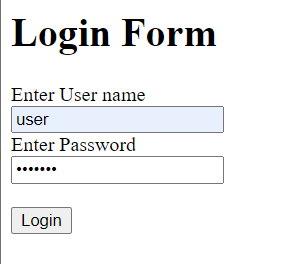 Login Form
Enter User name
user
Enter Password
•••••••
Login